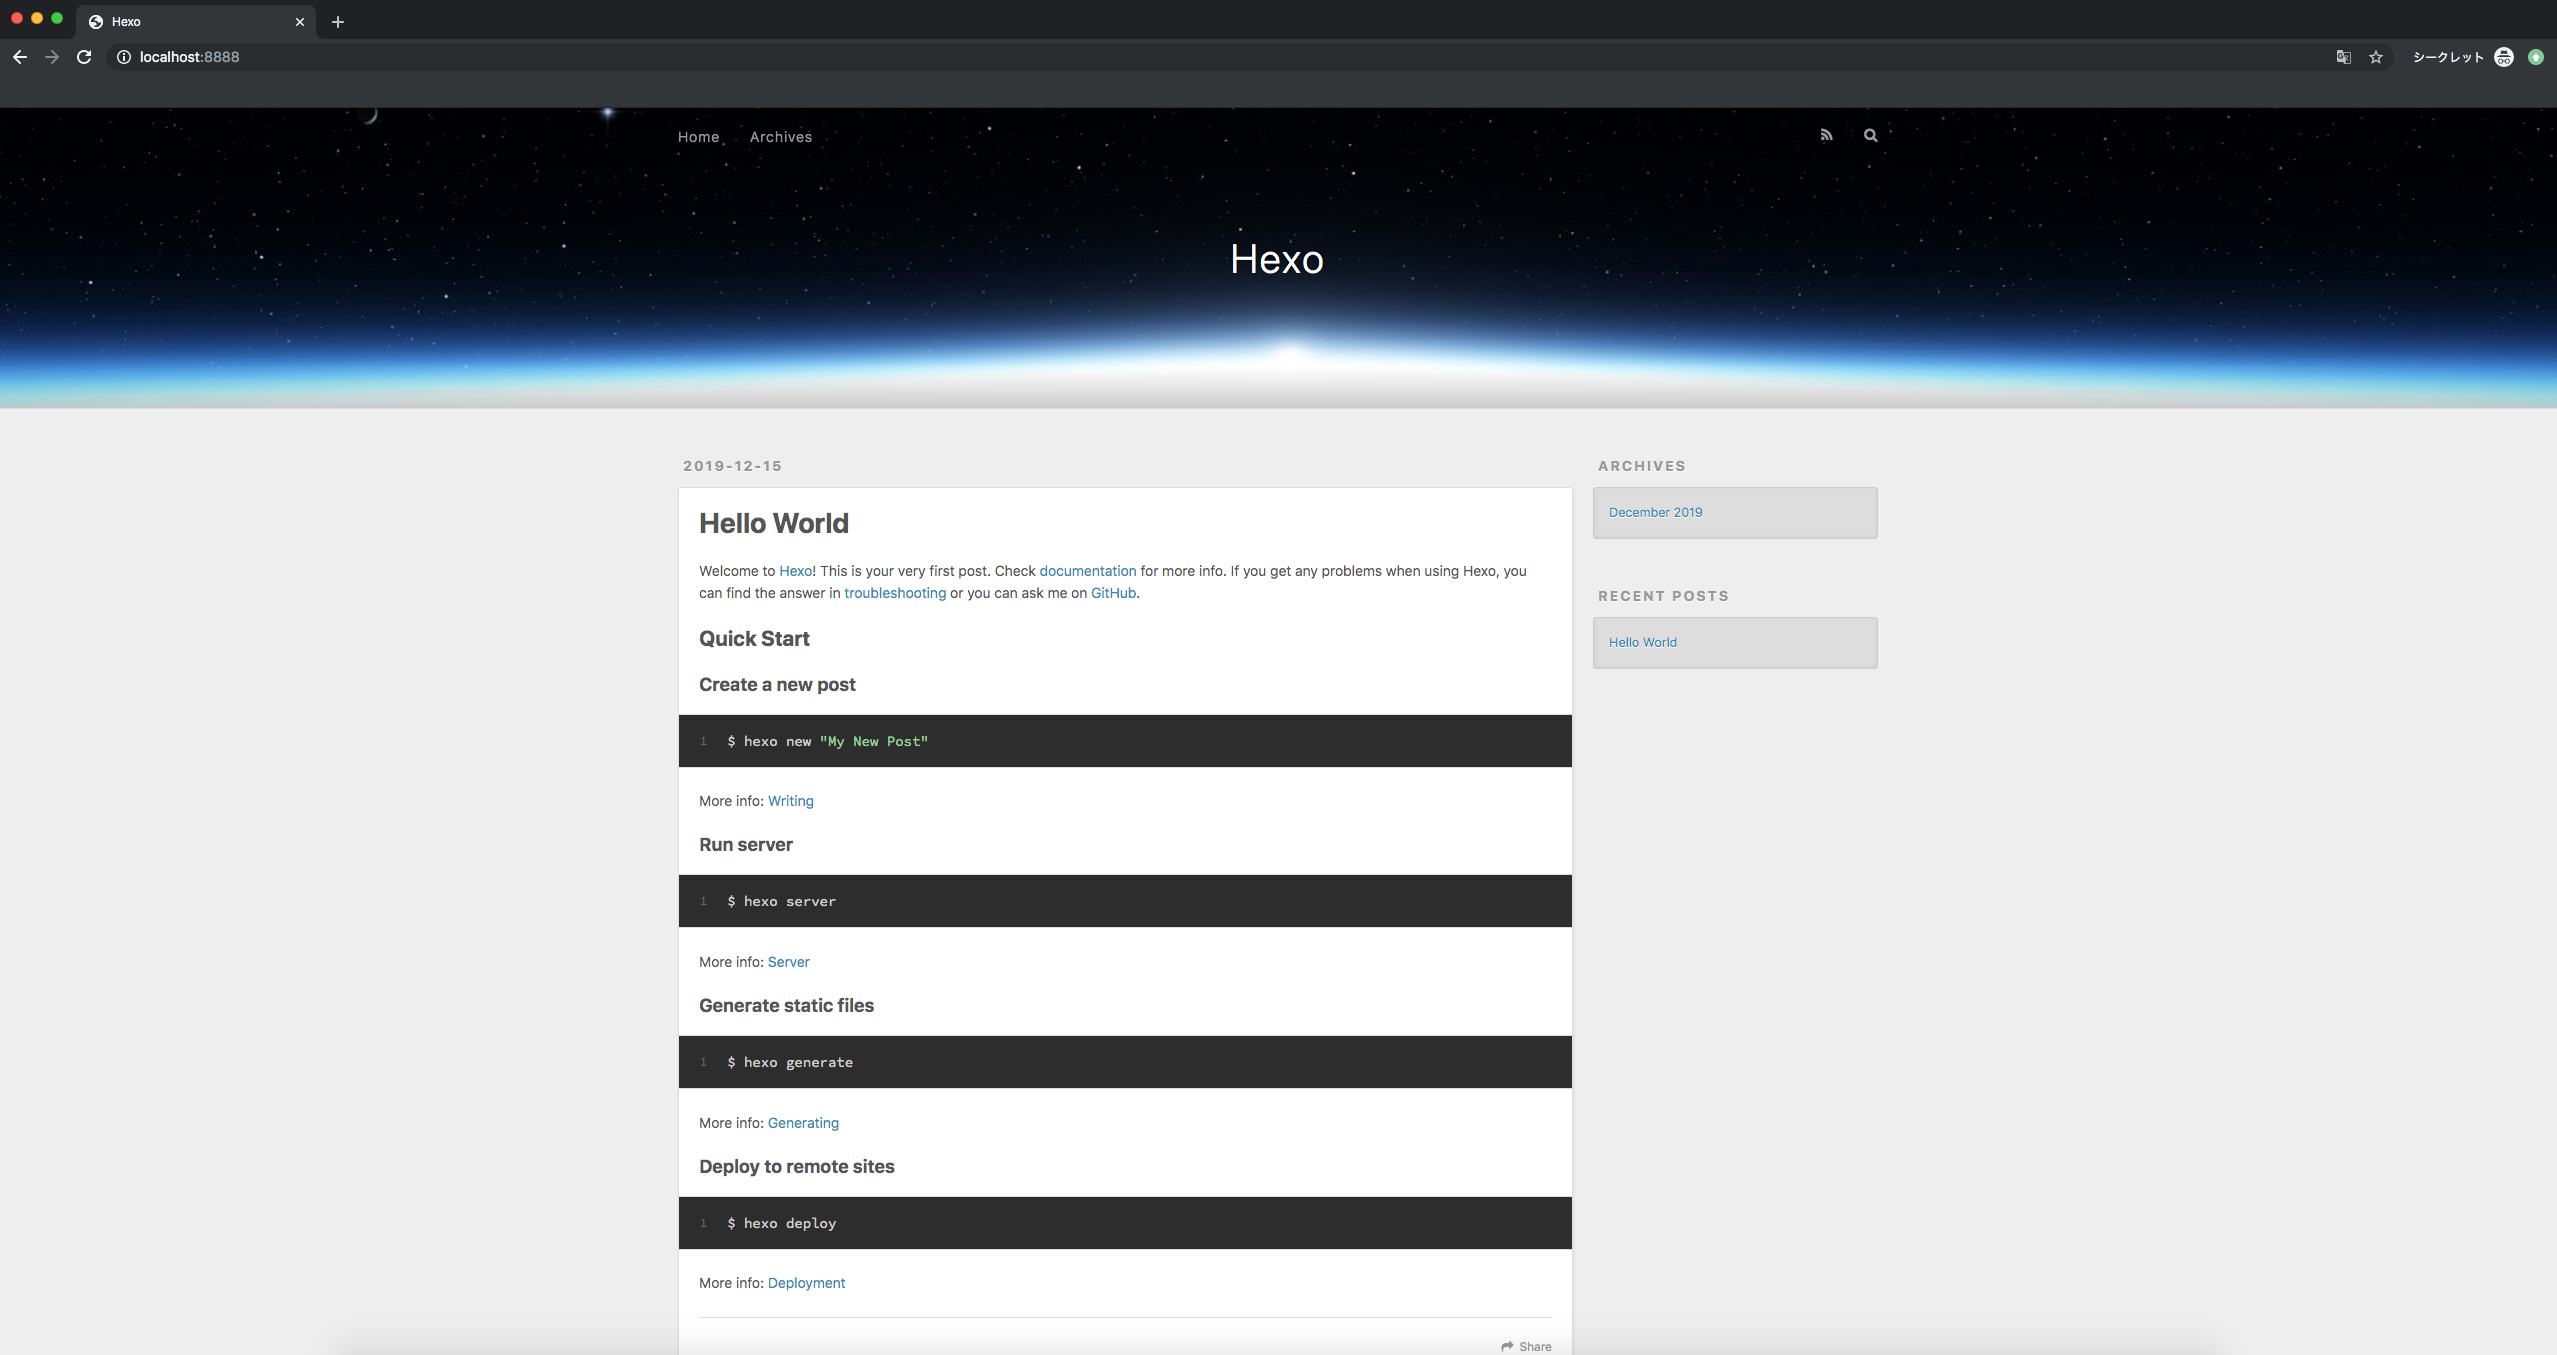 Hexo
localhost:8888
シークレット
Home
Archives
Hexo
2019-12-15
Hello World
Welcome to Hexo! This is your very first post. Check documentation for more info. If you get any problems when using Hexo, you
can find the answer in troubleshooting or you can ask me on GitHub.
Quick Start
Create a new post
1 $ hexo new "My New Post"
More info: Writing
Run server
1 $ hexo server
More info: Server
Generate static files
1 $ hexo generate
More info: Generating
Deploy to remote sites
1 $ hexo deploy
More info: Deployment
Share
ARCHIVES
December 2019
RECENT POSTS
Hello World